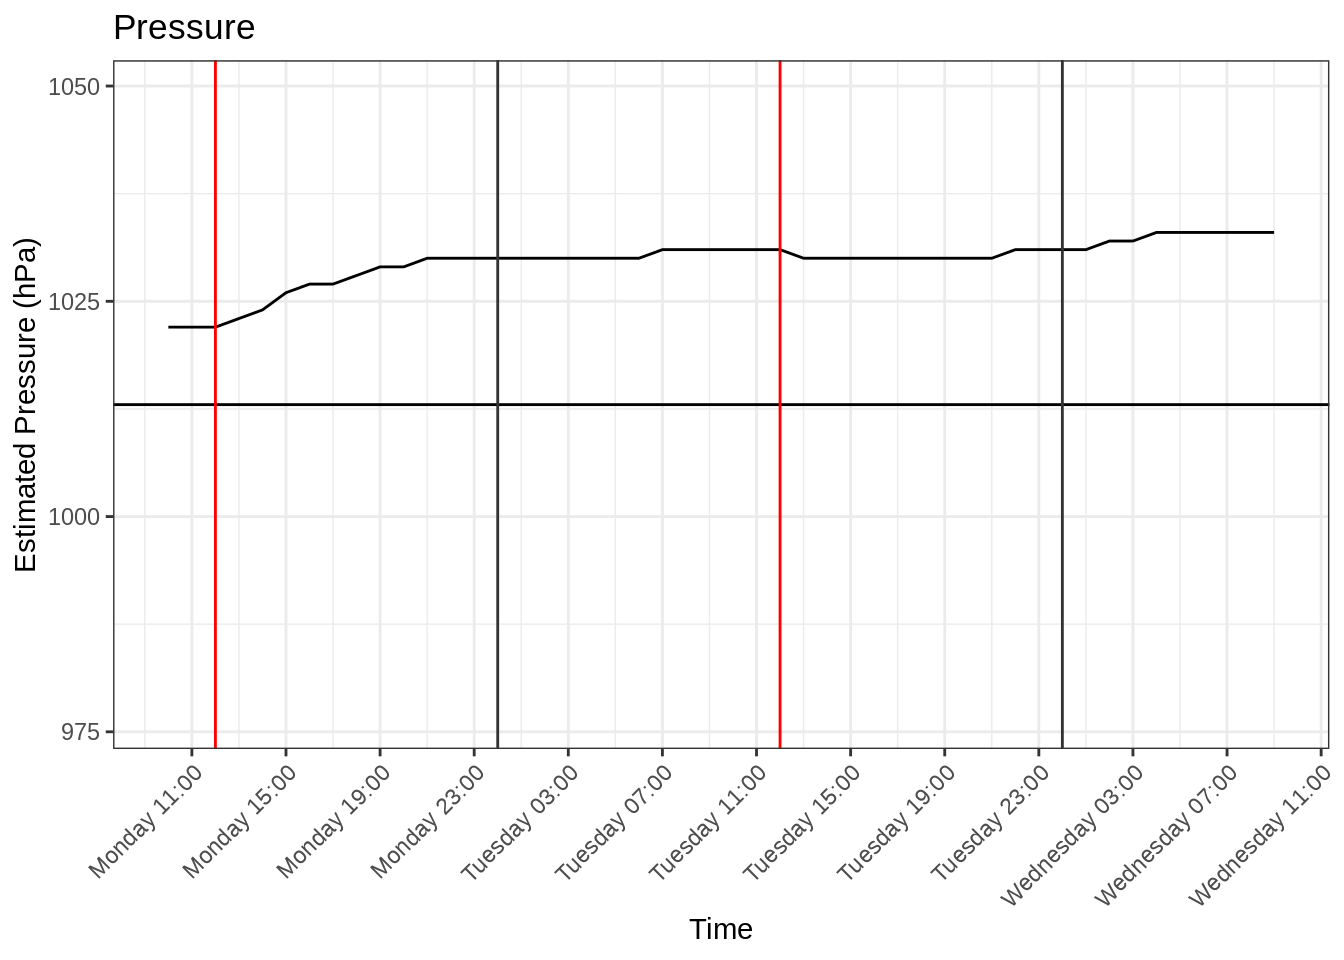 Pressure
Estimated Pressure (hPa)
1050
1025
1000
975
Monday 11:00
Monday 15:00
Monday 19:00
Monday 23:00
Tuesday 03:00
Tuesday 07:00
Tuesday 11:00
Tuesday 15:00
Tuesday 19:00
Tuesday 23:00
Wednesday 03:00
Wednesday 07:00
Wednesday 11:00
Time